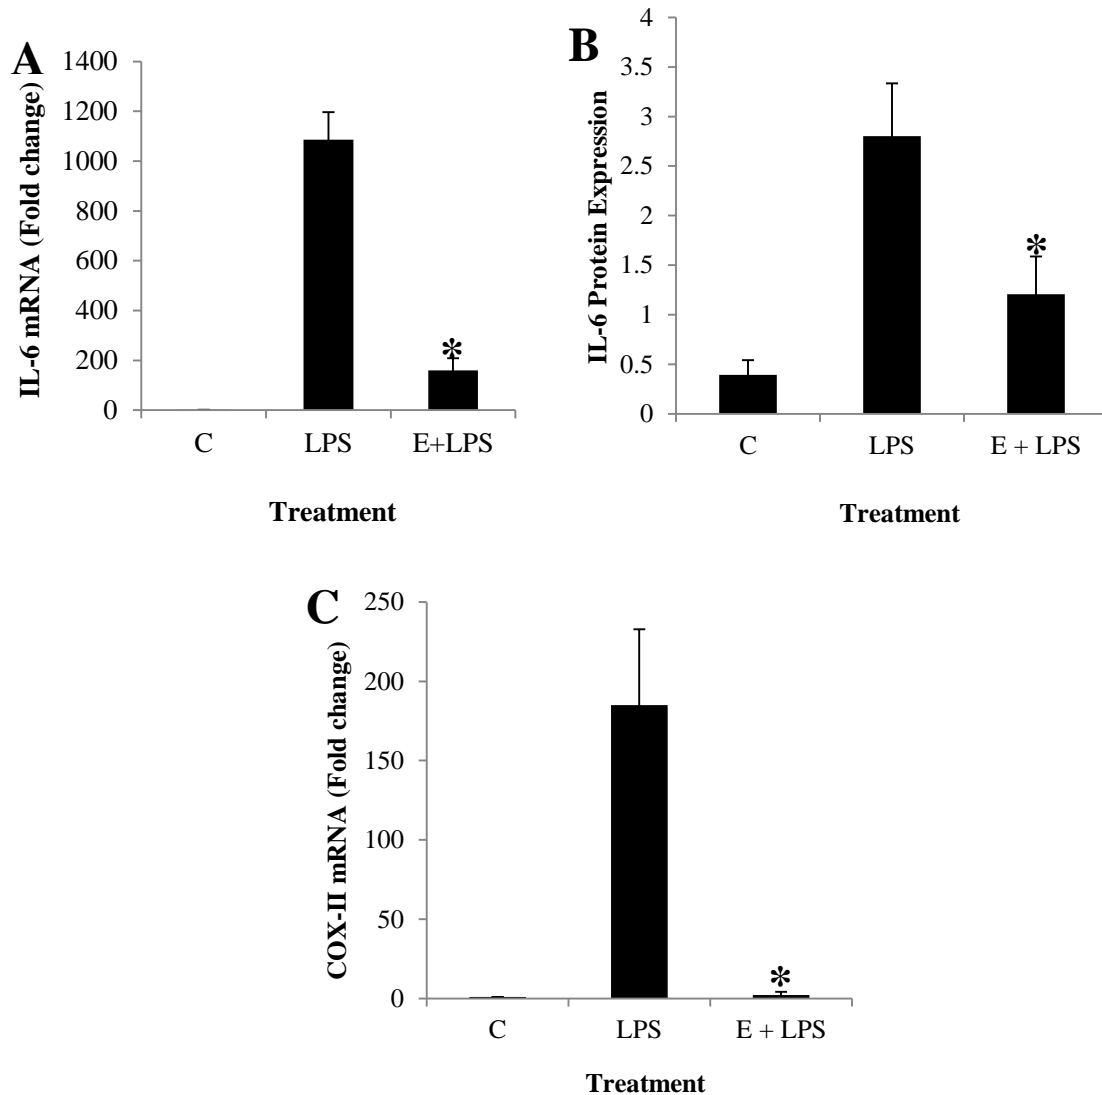 A
IL-6 mRNA (Fold change)
1400
1200
1000
800
600
400
200
0
*
C LPS E+LPS
Treatment
B
IL-6 Protein Expression
4
3.5
3
2.5
2
1.5
1
0.5
0
*
C LPS E + LPS
Treatment
C
COX-II mRNA (Fold change)
250
200
150
100
50
0
*
C LPS E + LPS
Treatment